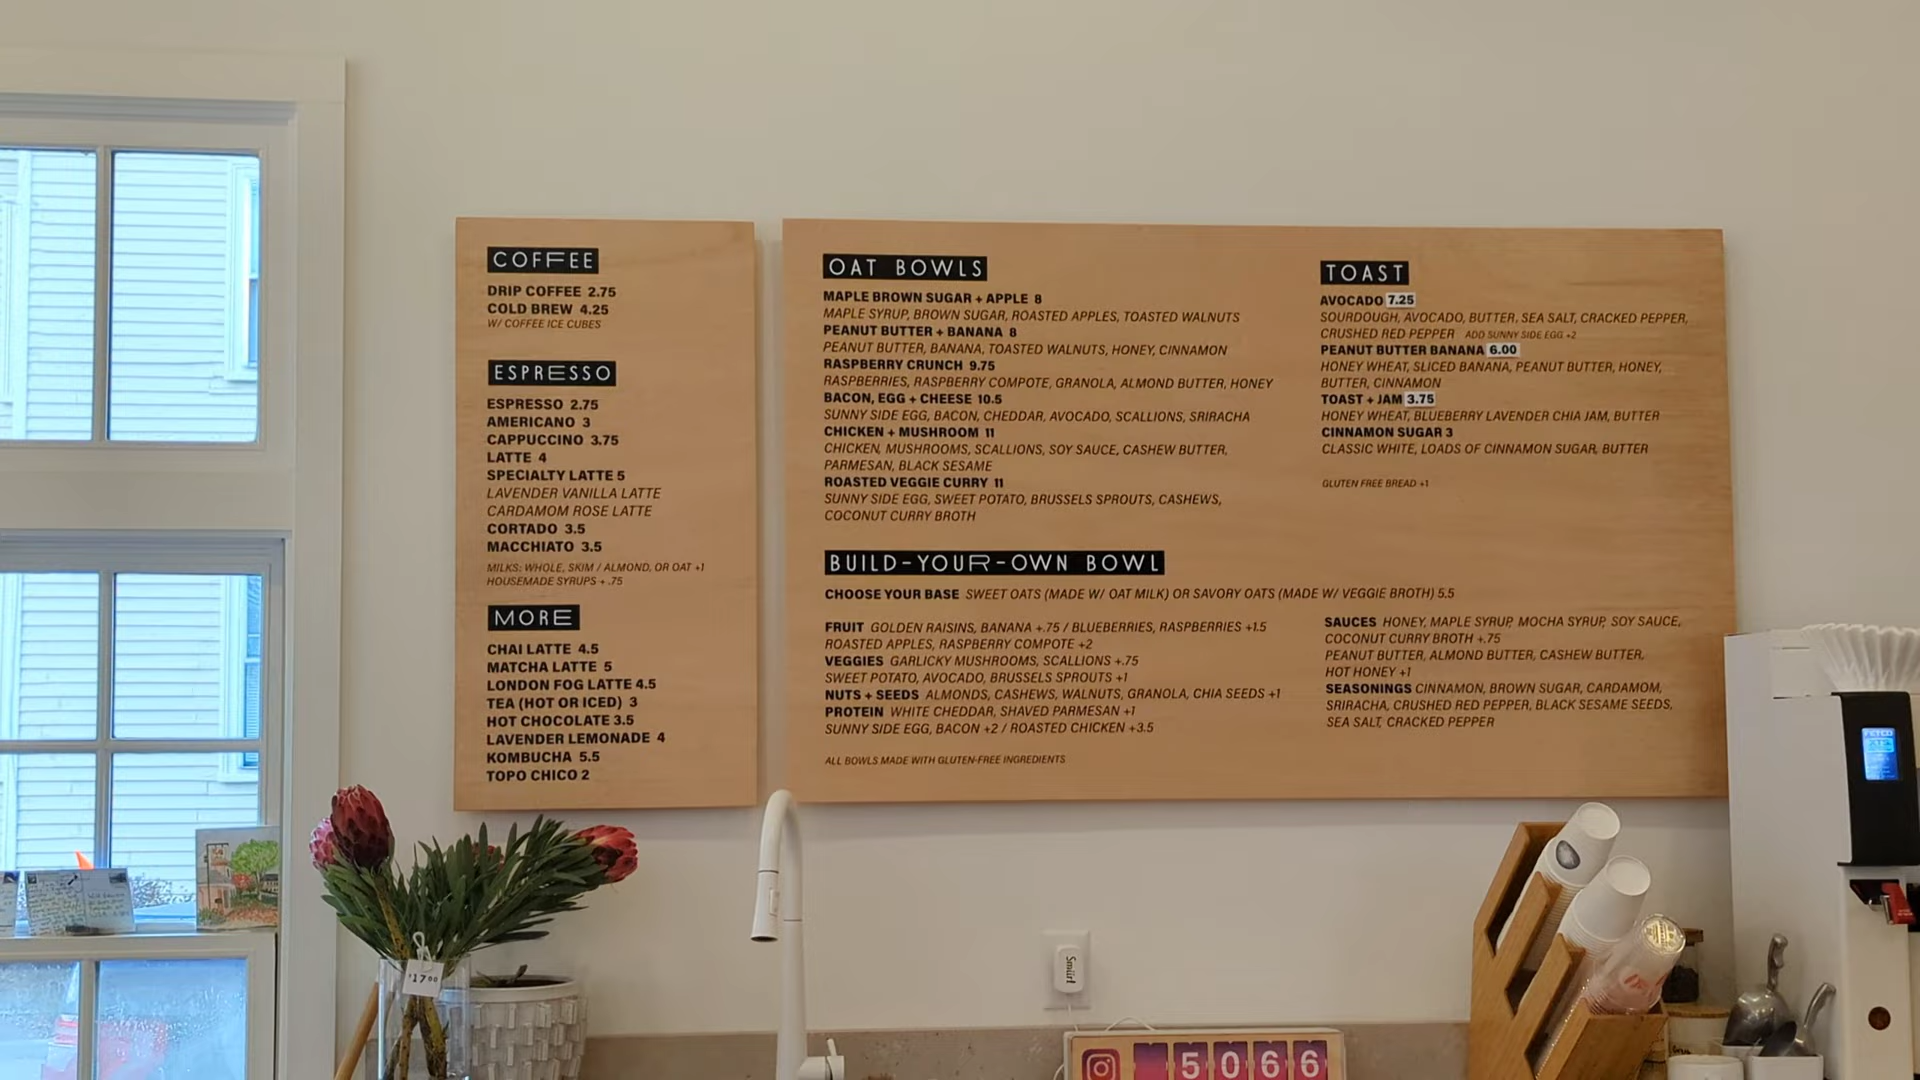 COFFEE
DRIP COFFEE 2.75
COLD BREW 4.25
W/ COFFEE ICE CUBES
ESPRESSO
ESPRESSO 2.75
AMERICANO 3
CAPPUCCINO 3.75
LATTE 4
SPECIALTY LATTE 5
LAVENDER VANILLA LATTE
CARDAMOM ROSE LATTE
CORTADO 3.5
MACCHIATO 3.5
MILKS: WHOLE, SKIM / ALMOND, OR OAT +1
HOUSEMADE SYRUPS + .75
MORE
CHAI LATTE 4.5
MATCHA LATTE 5
LONDON FOG LATTE 4.5
TEA (HOT OR ICED) 3
HOT CHOCOLATE 3.5
LAVENDER LEMONADE 4
KOMBUCHA 5.5
TOPO CHICO 2
OAT BOWLS
MAPLE BROWN SUGAR + APPLE 8
MAPLE SYRUP, BROWN SUGAR, ROASTED APPLES, TOASTED WALNUTS
PEANUT BUTTER + BANANA 8
PEANUT BUTTER, BANANA, TOASTED WALNUTS, HONEY, CINNAMON
RASPBERRY CRUNCH 9.75
RASPBERRIES, RASPBERRY COMPOTE, GRANOLA, ALMOND BUTTER, HONEY
BACON, EGG + CHEESE 10.5
SUNNY SIDE EGG, BACON, CHEDDAR, AVOCADO, SCALLIONS, SRIRACHA
CHICKEN + MUSHROOM 11
CHICKEN, MUSHROOMS, SCALLIONS, SOY SAUCE, CASHEW BUTTER,
PARMESAN, BLACK SESAME
ROASTED VEGGIE CURRY 11
SUNNY SIDE EGG, SWEET POTATO, BRUSSELS SPROUTS, CASHEWS,
COCONUT CURRY BROTH
TOAST
AVOCADO 7.25
SOURDOUGH, AVOCADO, BUTTER, SEA SALT, CRACKED PEPPER,
CRUSHED RED PEPPER ADD SUNNY SIDE EGG +2
PEANUT BUTTER BANANA 6.00
HONEY WHEAT, SLICED BANANA, PEANUT BUTTER, HONEY,
BUTTER, CINNAMON
TOAST + JAM 3.75
HONEY WHEAT, BLUEBERRY LAVENDER CHIA JAM, BUTTER
CINNAMON SUGAR 3
CLASSIC WHITE, LOADS OF CINNAMON SUGAR, BUTTER
GLUTEN FREE BREAD +1
BUILD-YOUR-OWN BOWL
CHOOSE YOUR BASE SWEET OATS (MADE W/ OAT MILK) OR SAVORY OATS (MADE W/ VEGGIE BROTH) 5.5
FRUIT GOLDEN RAISINS, BANANA +.75 / BLUEBERRIES, RASPBERRIES +1.5
ROASTED APPLES, RASPBERRY COMPOTE +2
VEGGIES GARLICKY MUSHROOMS, SCALLIONS +.75
SWEET POTATO, AVOCADO, BRUSSELS SPROUTS +1
NUTS + SEEDS ALMONDS, CASHEWS, WALNUTS, GRANOLA, CHIA SEEDS +1
PROTEIN WHITE CHEDDAR, SHAVED PARMESAN +1
SUNNY SIDE EGG, BACON +2 / ROASTED CHICKEN +3.5
ALL BOWLS MADE WITH GLUTEN-FREE INGREDIENTS
SAUCES HONEY, MAPLE SYRUP, MOCHA SYRUP, SOY SAUCE,
COCONUT CURRY BROTH +.75
PEANUT BUTTER, ALMOND BUTTER, CASHEW BUTTER,
HOT HONEY +1
SEASONINGS CINNAMON, BROWN SUGAR, CARDAMOM,
SRIRACHA, CRUSHED RED PEPPER, BLACK SESAME SEEDS,
SEA SALT, CRACKED PEPPER
FETCO
XTS
$17.00
Smiirl
5066